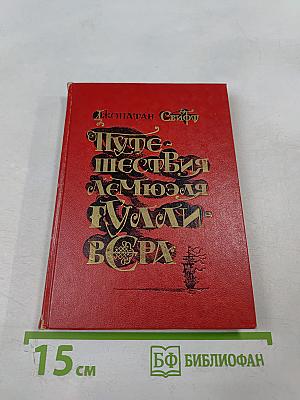 Джонатан Свифт
Путе-
шествия
Лемюэля
Гулли-
вера
15 см
БФ БИБЛИОФАН